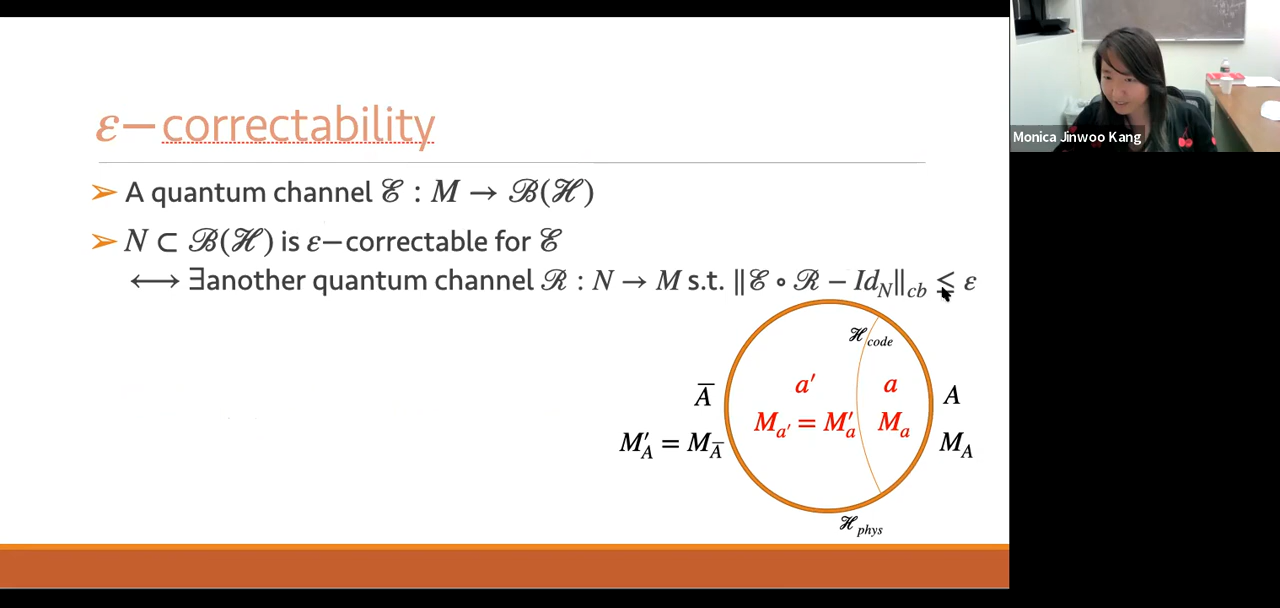 ε–correctability
➢ A quantum channel ℰ : M → ℬ(ℋ)
➢ N ⊂ ℬ(ℋ) is ε–correctable for ℰ
⟷ ∃another quantum channel ℛ : N → M s.t. ∥ℰ ∘ ℛ − Id_N∥_cb ≤ ε
ℋ_code
A̅
a′
a
A
M_a′ = M′_a
M_a
M′_A = M_A̅
M_A
ℋ_phys
Monica Jinwoo Kang